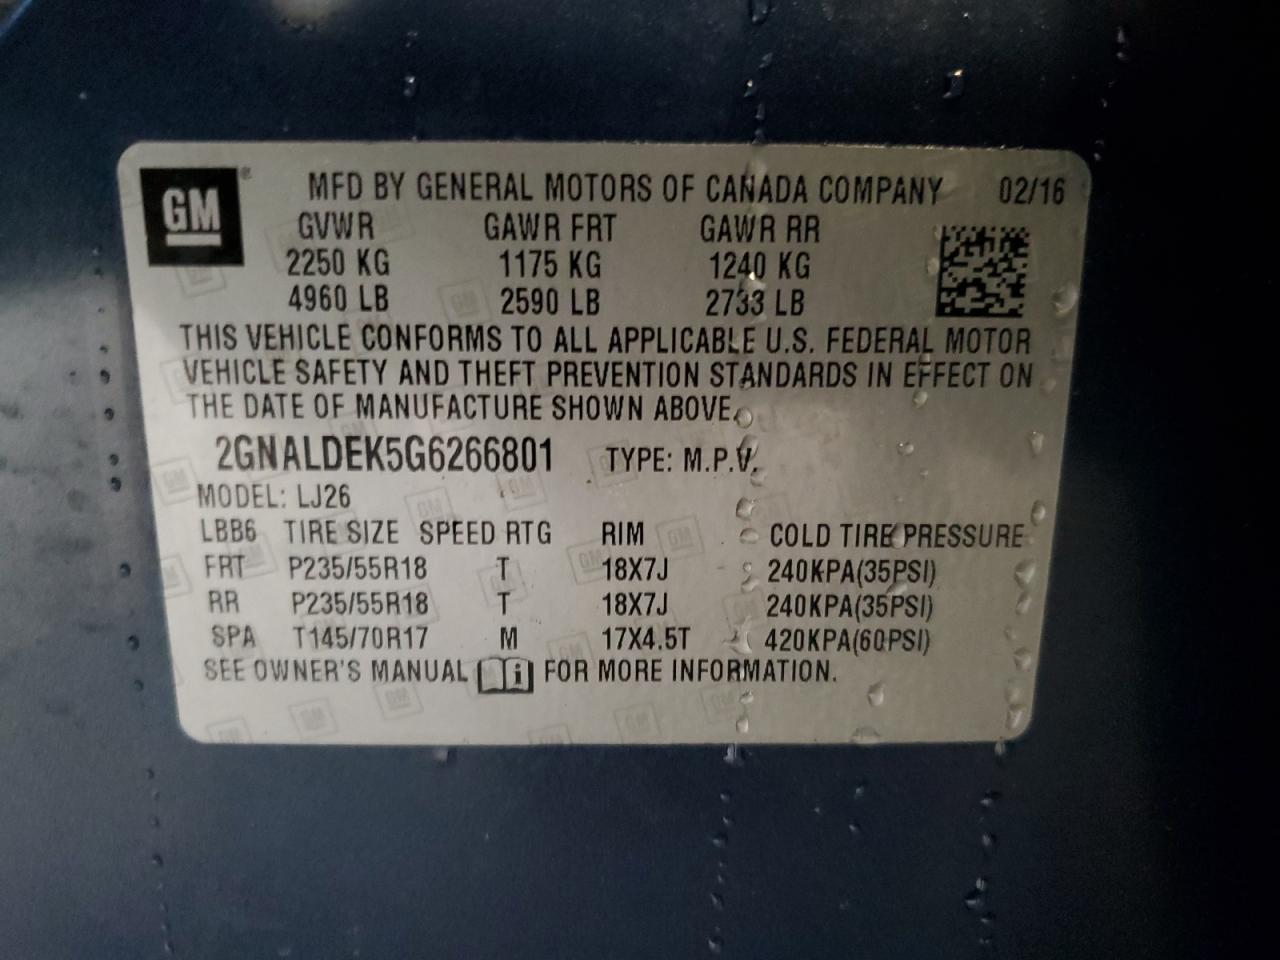 GM ® MFD BY GENERAL MOTORS OF CANADA COMPANY 02/16
GVWR GAWR FRT GAWR RR
2250 KG 1175 KG 1240 KG
4960 LB 2590 LB 2733 LB
THIS VEHICLE CONFORMS TO ALL APPLICABLE U.S. FEDERAL MOTOR
VEHICLE SAFETY AND THEFT PREVENTION STANDARDS IN EFFECT ON
THE DATE OF MANUFACTURE SHOWN ABOVE.
2GNALDEK5G6266801 TYPE: M.P.V.
MODEL: LJ26
LBB6 TIRE SIZE SPEED RTG RIM COLD TIRE PRESSURE
FRT P235/55R18 T 18X7J 240KPA(35PSI)
RR P235/55R18 T 18X7J 240KPA(35PSI)
SPA T145/70R17 M 17X4.5T 420KPA(60PSI)
SEE OWNER'S MANUAL i FOR MORE INFORMATION.